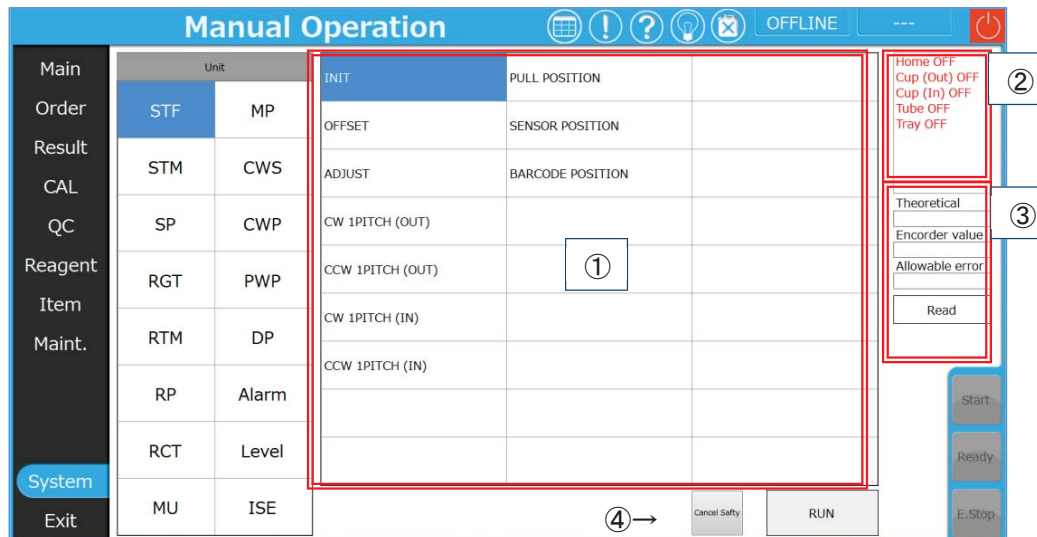 Manual Operation
OFFLINE
---
Main
Order
Result
CAL
QC
Reagent
Item
Maint.
System
Exit
Unit
STF MP
STM CWS
SP CWP
RGT PWP
RTM DP
RP Alarm
RCT Level
MU ISE
INIT PULL POSITION
OFFSET SENSOR POSITION
ADJUST BARCODE POSITION
CW 1PITCH (OUT)
CCW 1PITCH (OUT)
CW 1PITCH (IN)
CCW 1PITCH (IN)
①
Home OFF
Cup (Out) OFF
Cup (In) OFF
Tube OFF
Tray OFF
②
Theoretical
Encorder value
Allowable error
Read
③
④→
Cancel Safty
RUN
Start
Ready
E.Stop